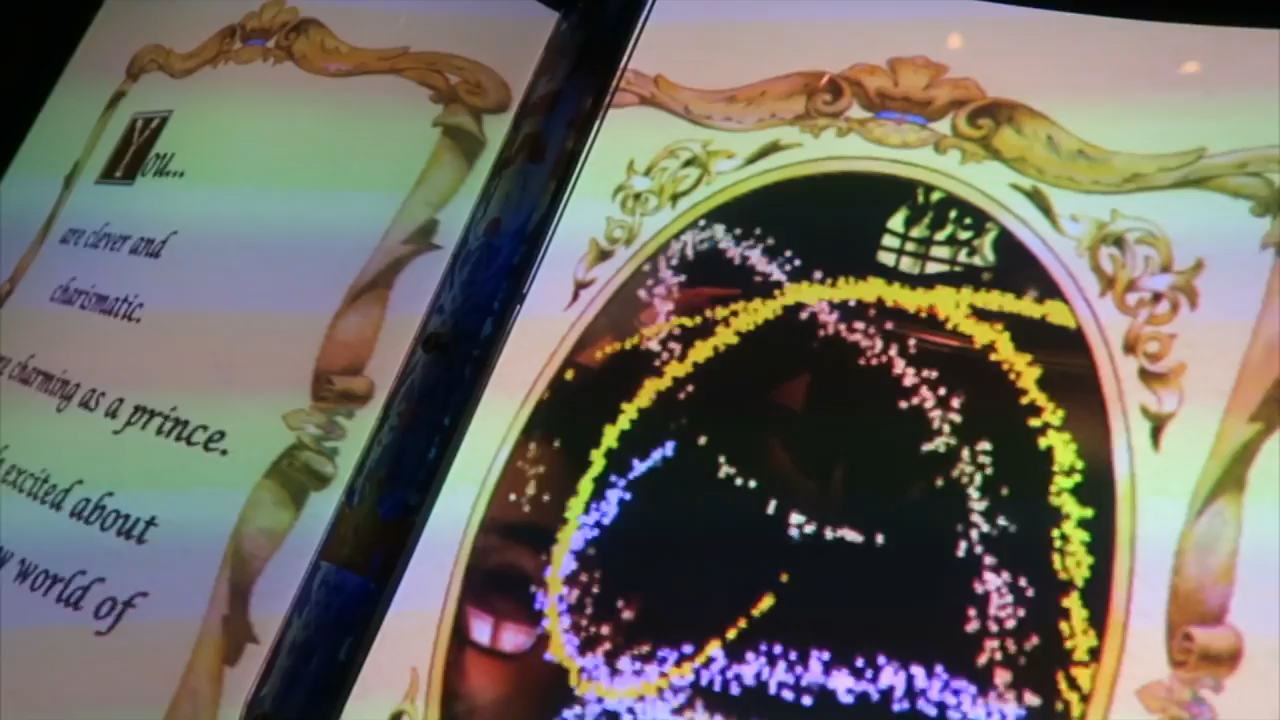 You...
are clever and
charismatic.
charming as a prince.
excited about
world of